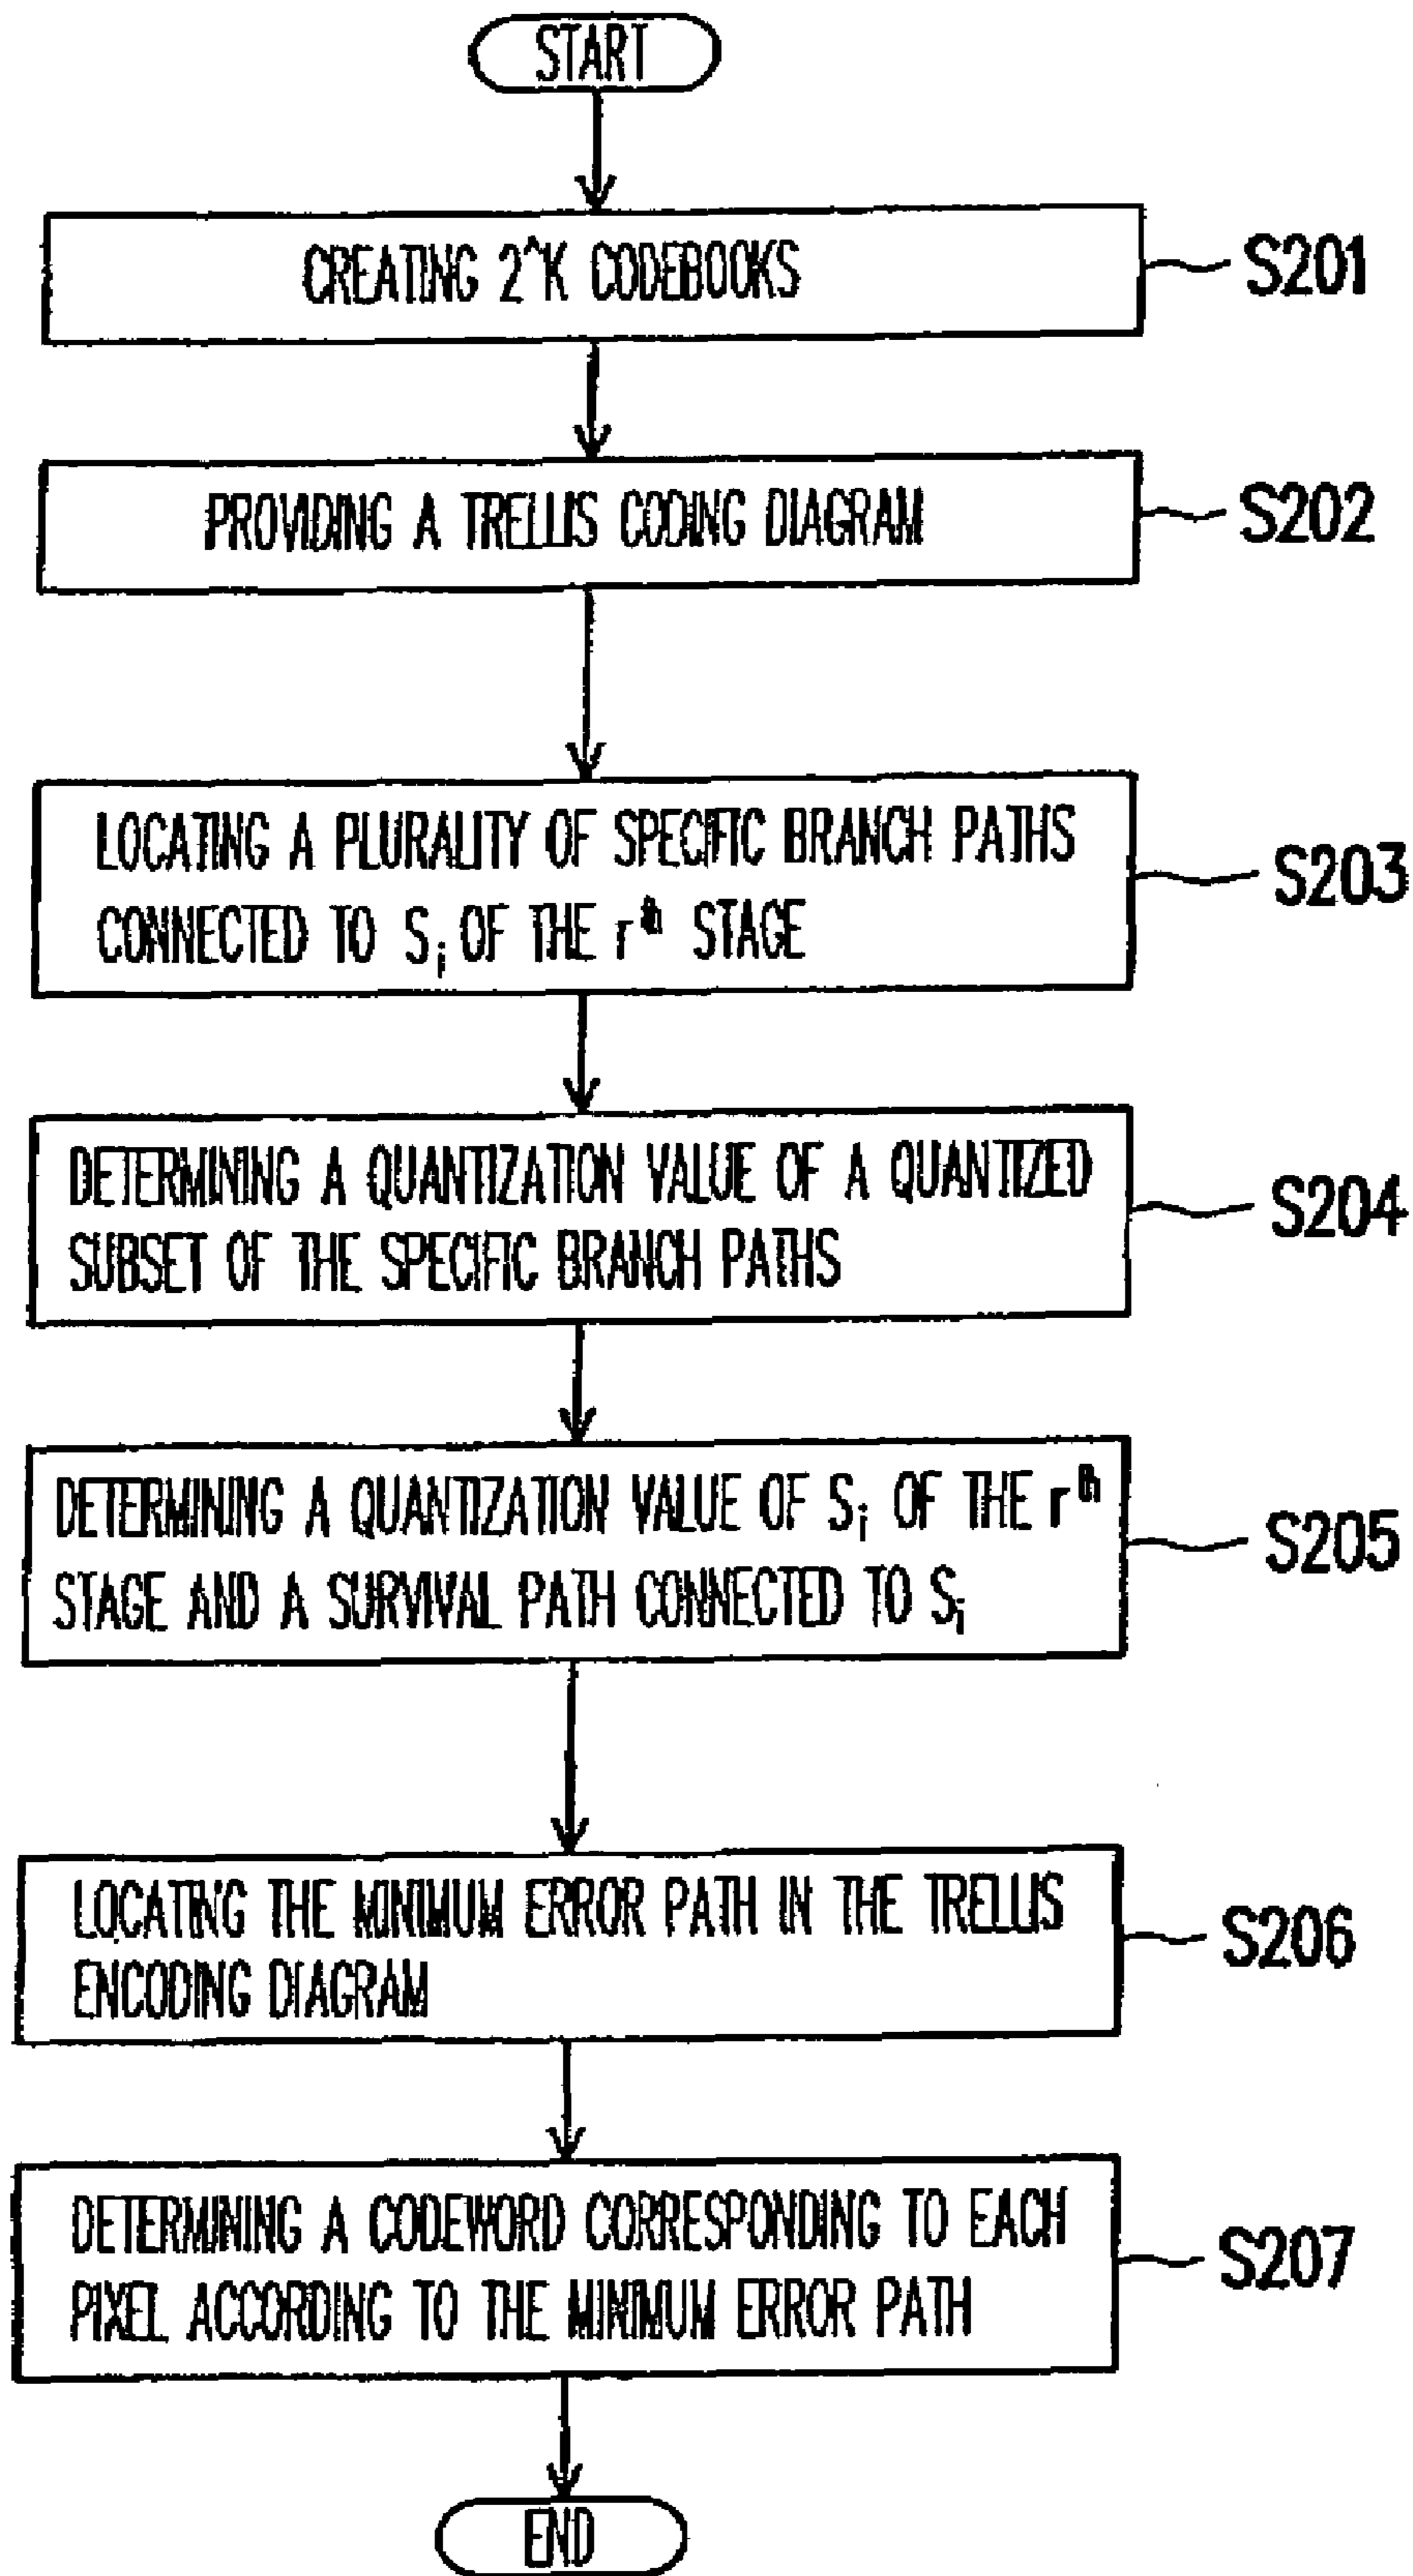 START
CREATING 2^K CODEBOOKS
S201
PROVIDING A TRELLIS CODING DIAGRAM
S202
LOCATING A PLURALITY OF SPECIFIC BRANCH PATHS
CONNECTED TO Si OF THE rth STAGE
S203
DETERMINING A QUANTIZATION VALUE OF A QUANTIZED
SUBSET OF THE SPECIFIC BRANCH PATHS
S204
DETERMINING A QUANTIZATION VALUE OF Si OF THE rth
STAGE AND A SURVIVAL PATH CONNECTED TO Si
S205
LOCATING THE MINIMUM ERROR PATH IN THE TRELLIS
ENCODING DIAGRAM
S206
DETERMINING A CODEWORD CORRESPONDING TO EACH
PIXEL ACCORDING TO THE MINIMUM ERROR PATH
S207
END